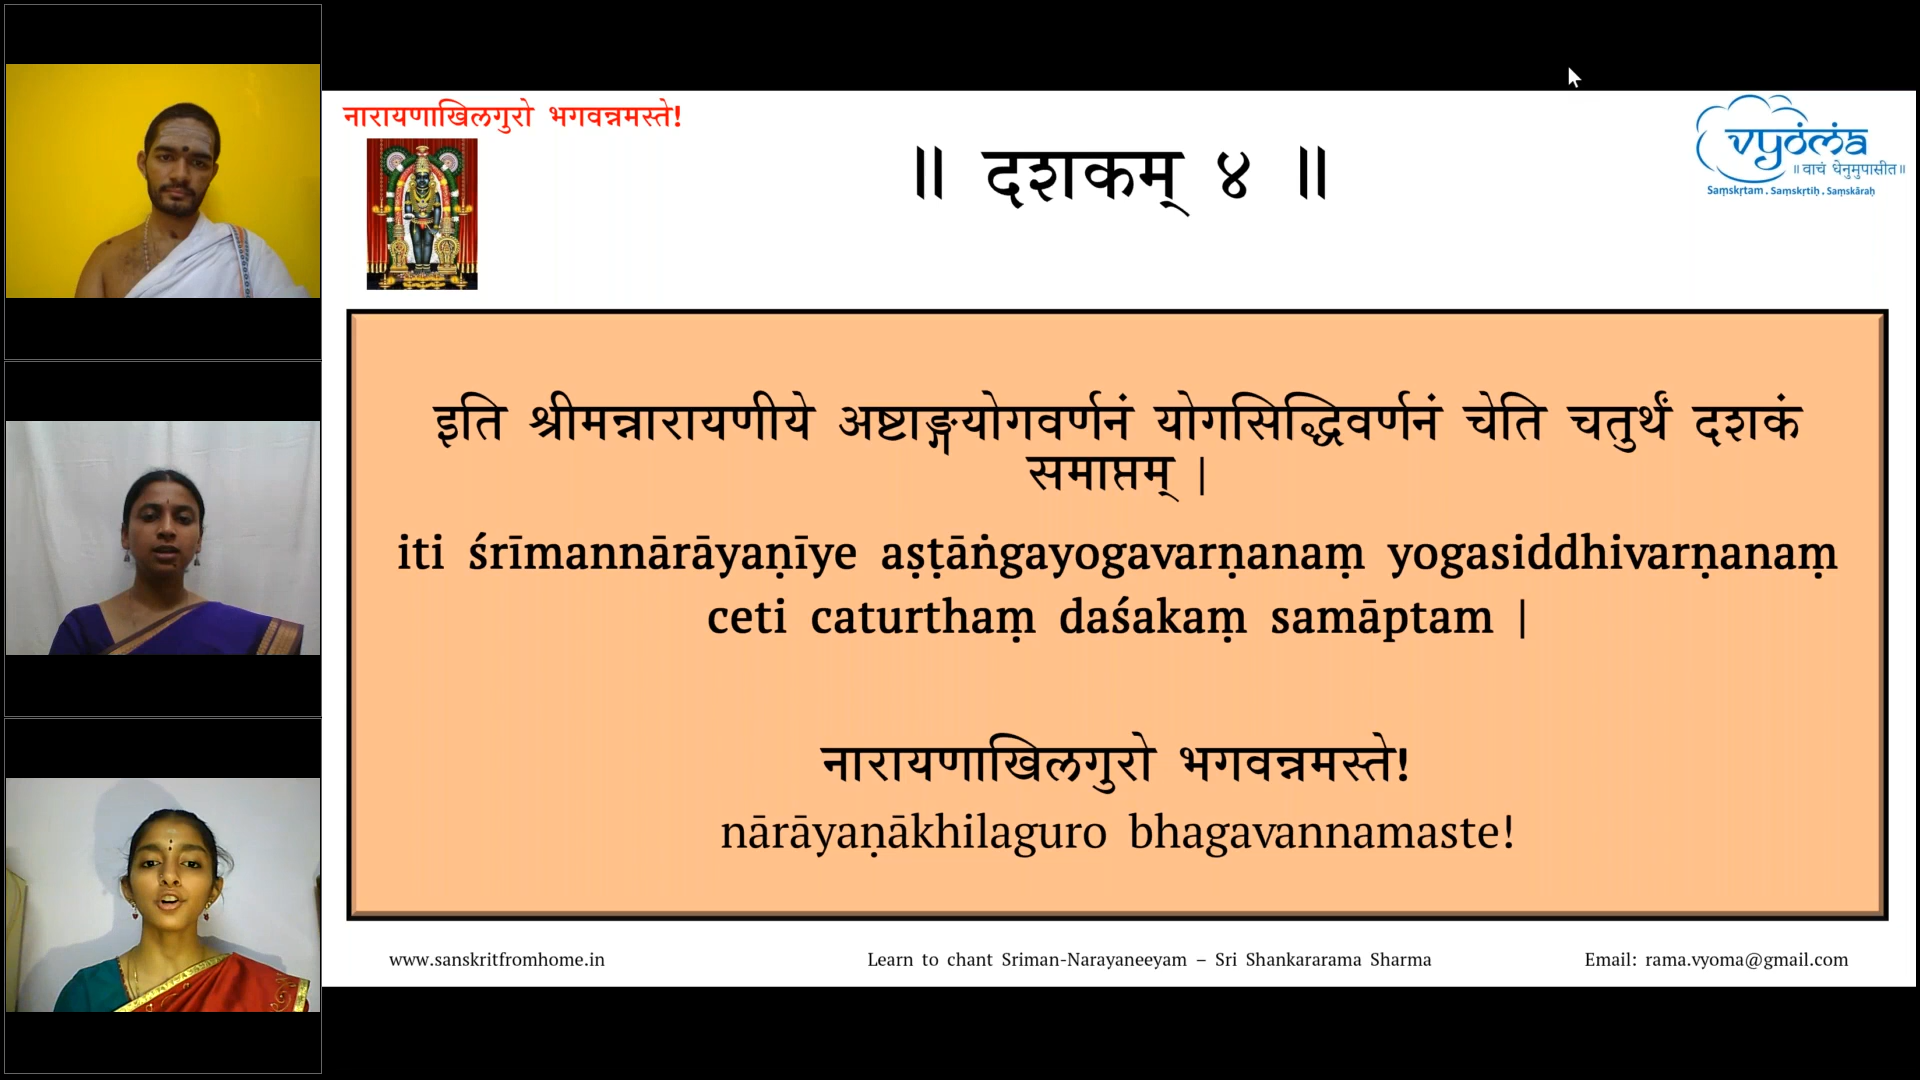 नारायणाखिलगुरो भगवन्नमस्ते!
॥ दशकम् ४ ॥
vyoma
॥ वाचं धेनुमुपासीत॥
Saṃskṛtam . Saṃskṛtiḥ . Saṃskāraḥ
इति श्रीमन्नारायणीये अष्टाङ्गयोगवर्णनं योगसिद्धिवर्णनं चेति चतुर्थं दशकं
समाप्तम् |
iti śrīmannārāyaṇīye aṣṭāṅgayogavarṇanaṃ yogasiddhivarṇanaṃ
ceti caturthaṃ daśakaṃ samāptam |
नारायणाखिलगुरो भगवन्नमस्ते!
nārāyaṇākhilaguro bhagavannamaste!
www.sanskritfromhome.in
Learn to chant Sriman-Narayaneeyam – Sri Shankararama Sharma
Email: rama.vyoma@gmail.com